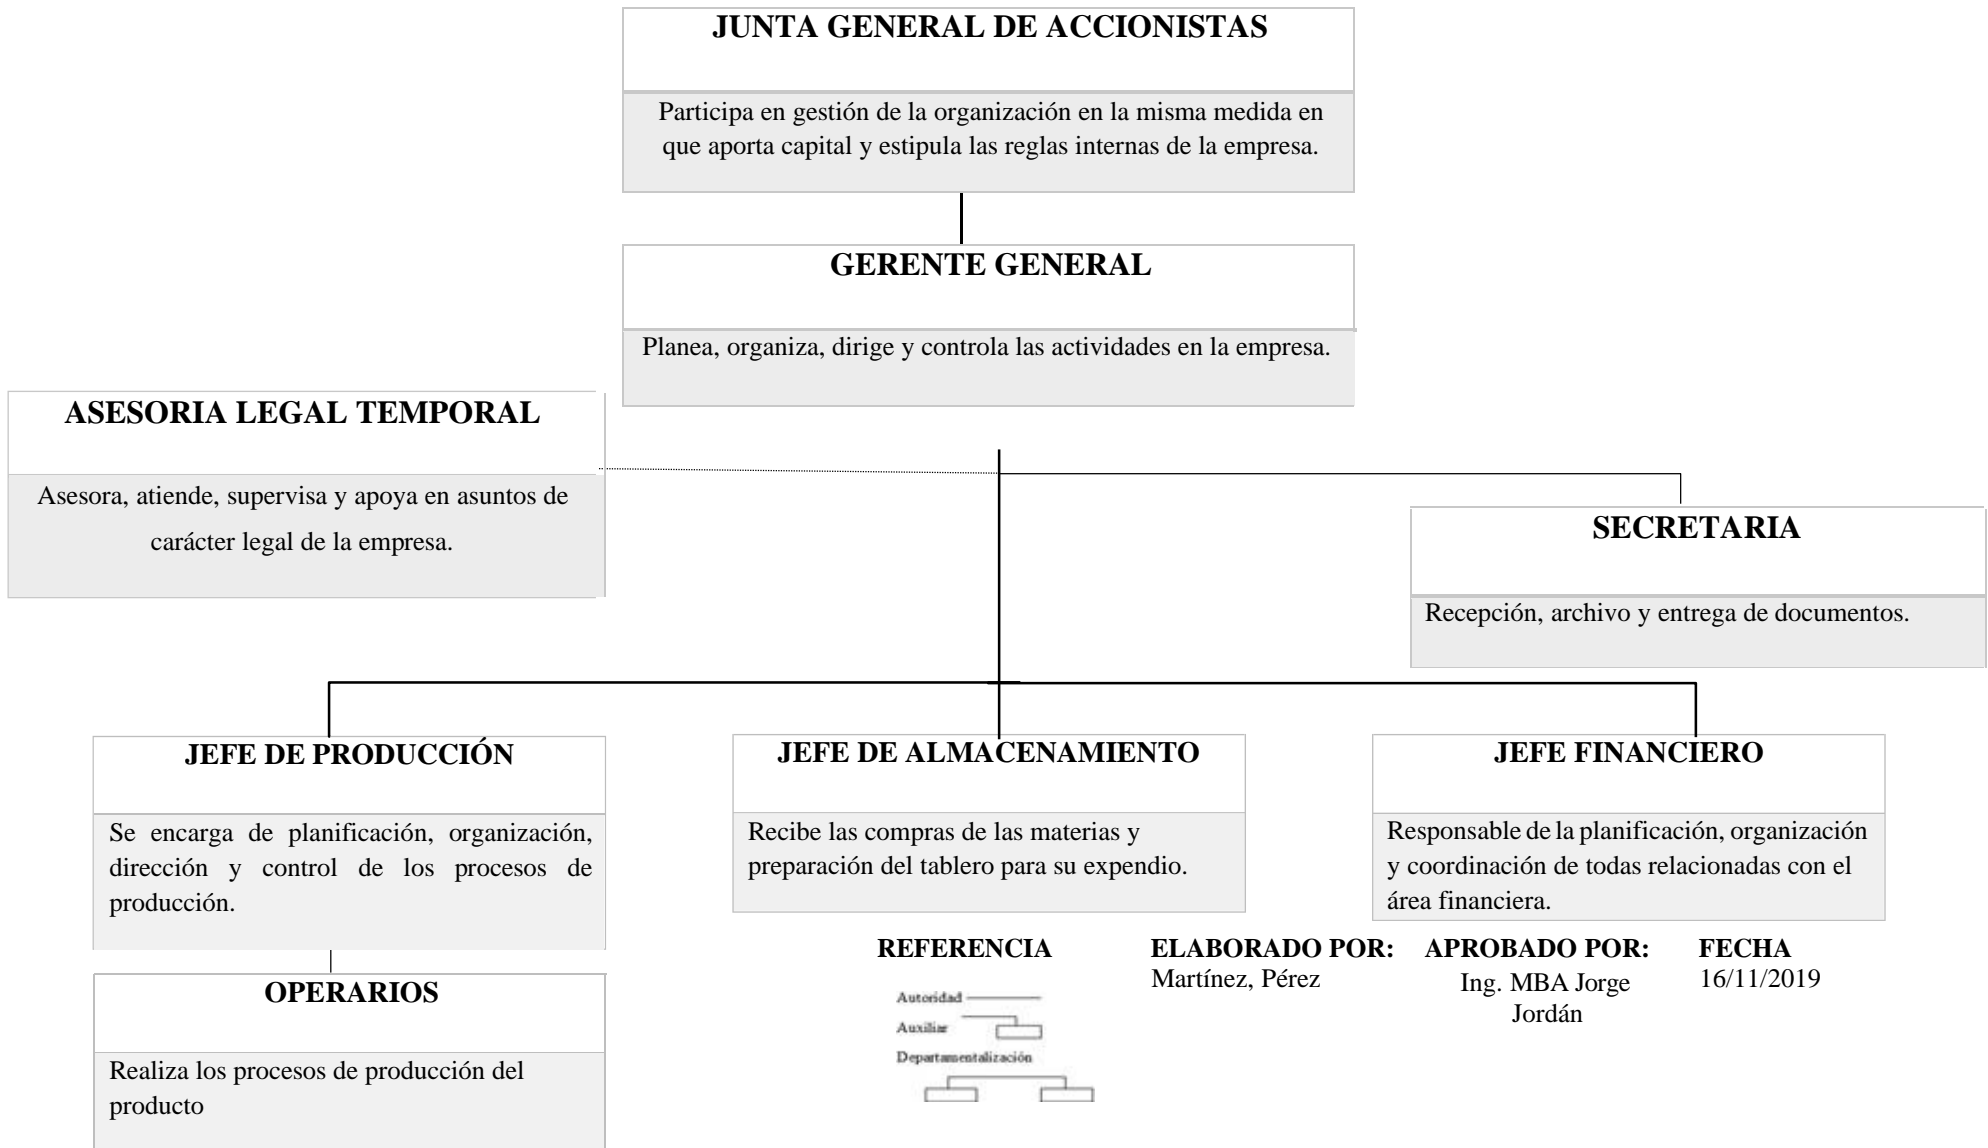 JUNTA GENERAL DE ACCIONISTAS
Participa en gestión de la organización en la misma medida en
que aporta capital y estipula las reglas internas de la empresa.
GERENTE GENERAL
Planea, organiza, dirige y controla las actividades en la empresa.
ASESORIA LEGAL TEMPORAL
Asesora, atiende, supervisa y apoya en asuntos de
carácter legal de la empresa.
SECRETARIA
Recepción, archivo y entrega de documentos.
JEFE DE PRODUCCIÓN
Se encarga de planificación, organización,
dirección y control de los procesos de
producción.
JEFE DE ALMACENAMIENTO
Recibe las compras de las materias y
preparación del tablero para su expendio.
JEFE FINANCIERO
Responsable de la planificación, organización
y coordinación de todas relacionadas con el
área financiera.
OPERARIOS
Realiza los procesos de producción del
producto
REFERENCIA
Autoridad
Auxiliar
Departamentalización
ELABORADO POR:
Martínez, Pérez
APROBADO POR:
Ing. MBA Jorge
Jordán
FECHA
16/11/2019